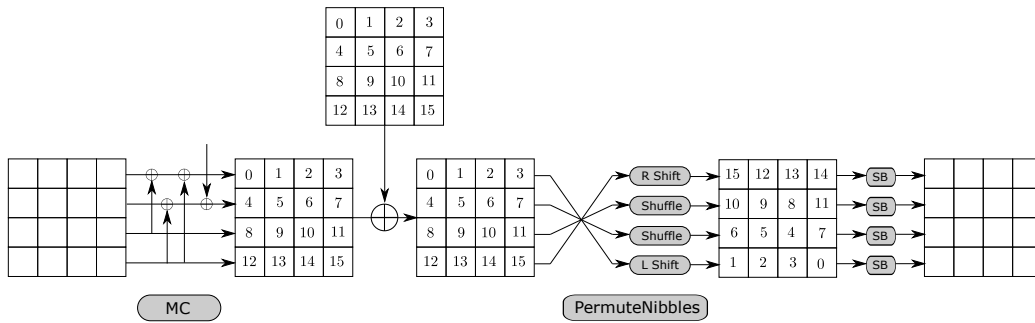 0 1 2 3
4 5 6 7
8 9 10 11
12 13 14 15
0 1 2 3
4 5 6 7
8 9 10 11
12 13 14 15
0 1 2 3
4 5 6 7
8 9 10 11
12 13 14 15
R Shift
Shuffle
Shuffle
L Shift
15 12 13 14
10 9 8 11
6 5 4 7
1 2 3 0
SB
SB
SB
SB
MC
PermuteNibbles